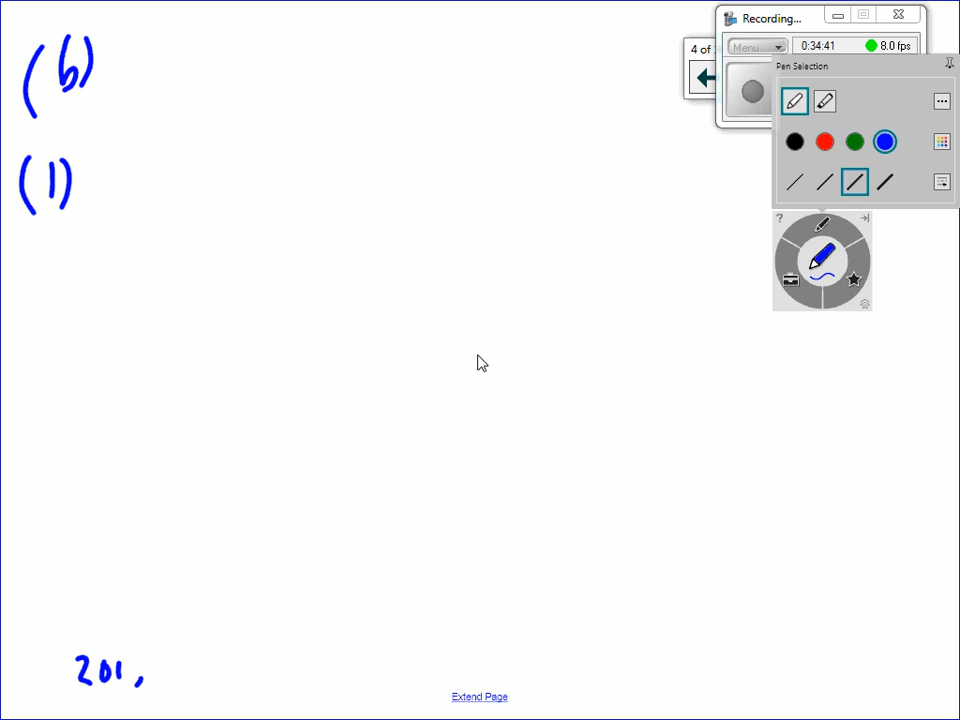 (b)
(1)
201,
Recording...
4 of
Menu
0:34:41
8.0 fps
Pen Selection
...
?
Extend Page